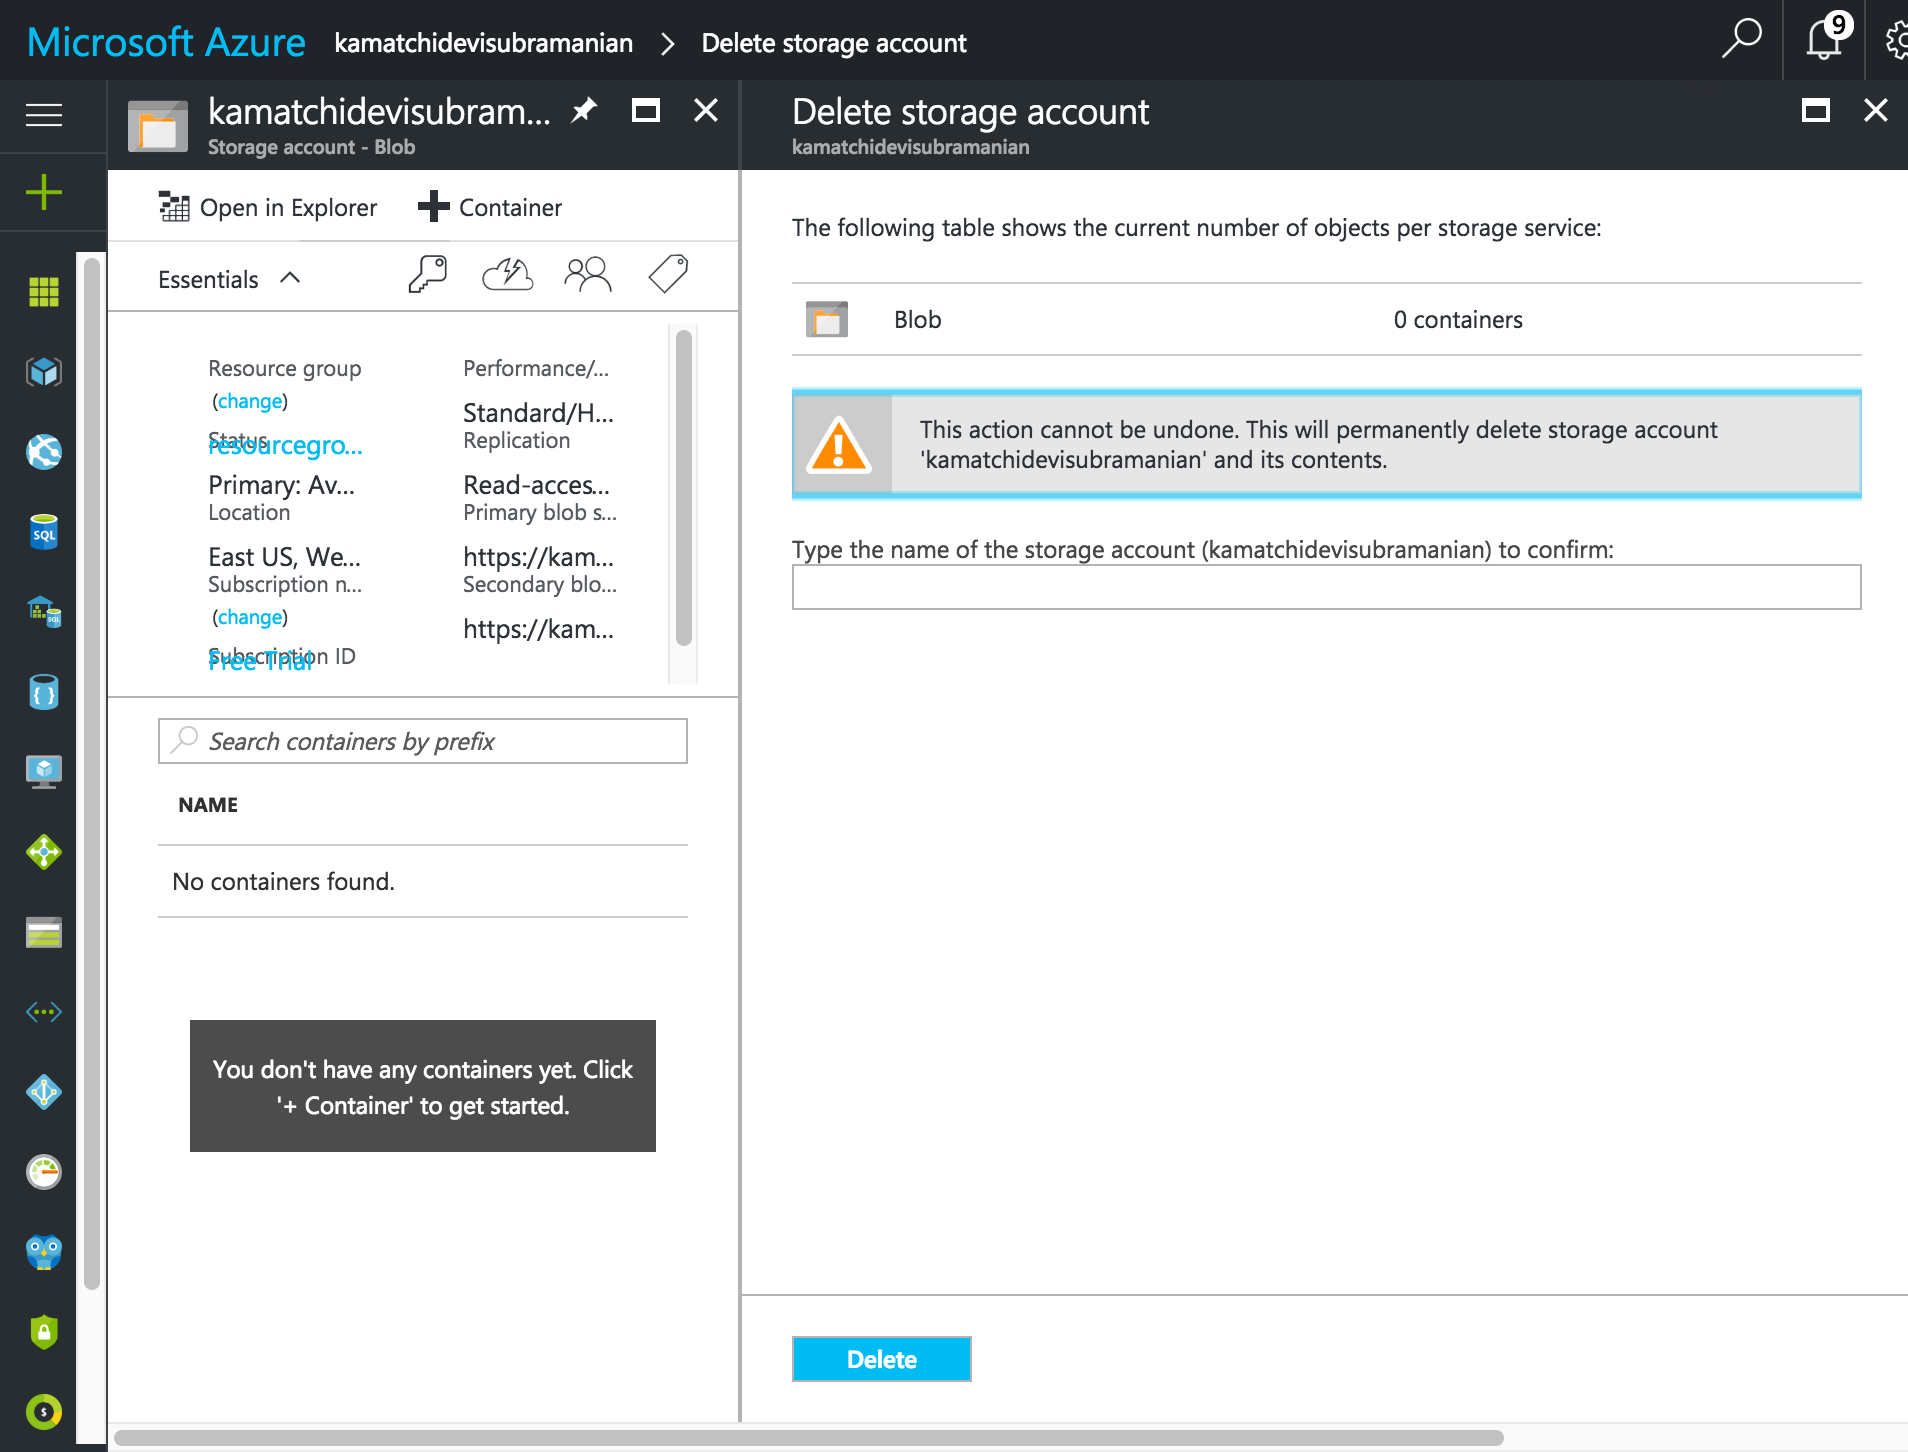 Microsoft Azure kamatchidevisubramanian > Delete storage account 9
kamatchidevisubram...
Storage account - Blob
Open in Explorer Container
Essentials
Resource group
(change)
Status
resourcegro...
Primary: Av...
Location
East US, We...
Subscription n...
(change)
Subscription ID
Free Trial
Performance/...
Standard/H...
Replication
Read-acces...
Primary blob s...
https://kam...
Secondary blo...
https://kam...
Search containers by prefix
NAME
No containers found.
You don't have any containers yet. Click
'+ Container' to get started.
Delete storage account
kamatchidevisubramanian
The following table shows the current number of objects per storage service:
Blob 0 containers
This action cannot be undone. This will permanently delete storage account
'kamatchidevisubramanian' and its contents.
Type the name of the storage account (kamatchidevisubramanian) to confirm:
Delete
SQL
SQL
{ }
$